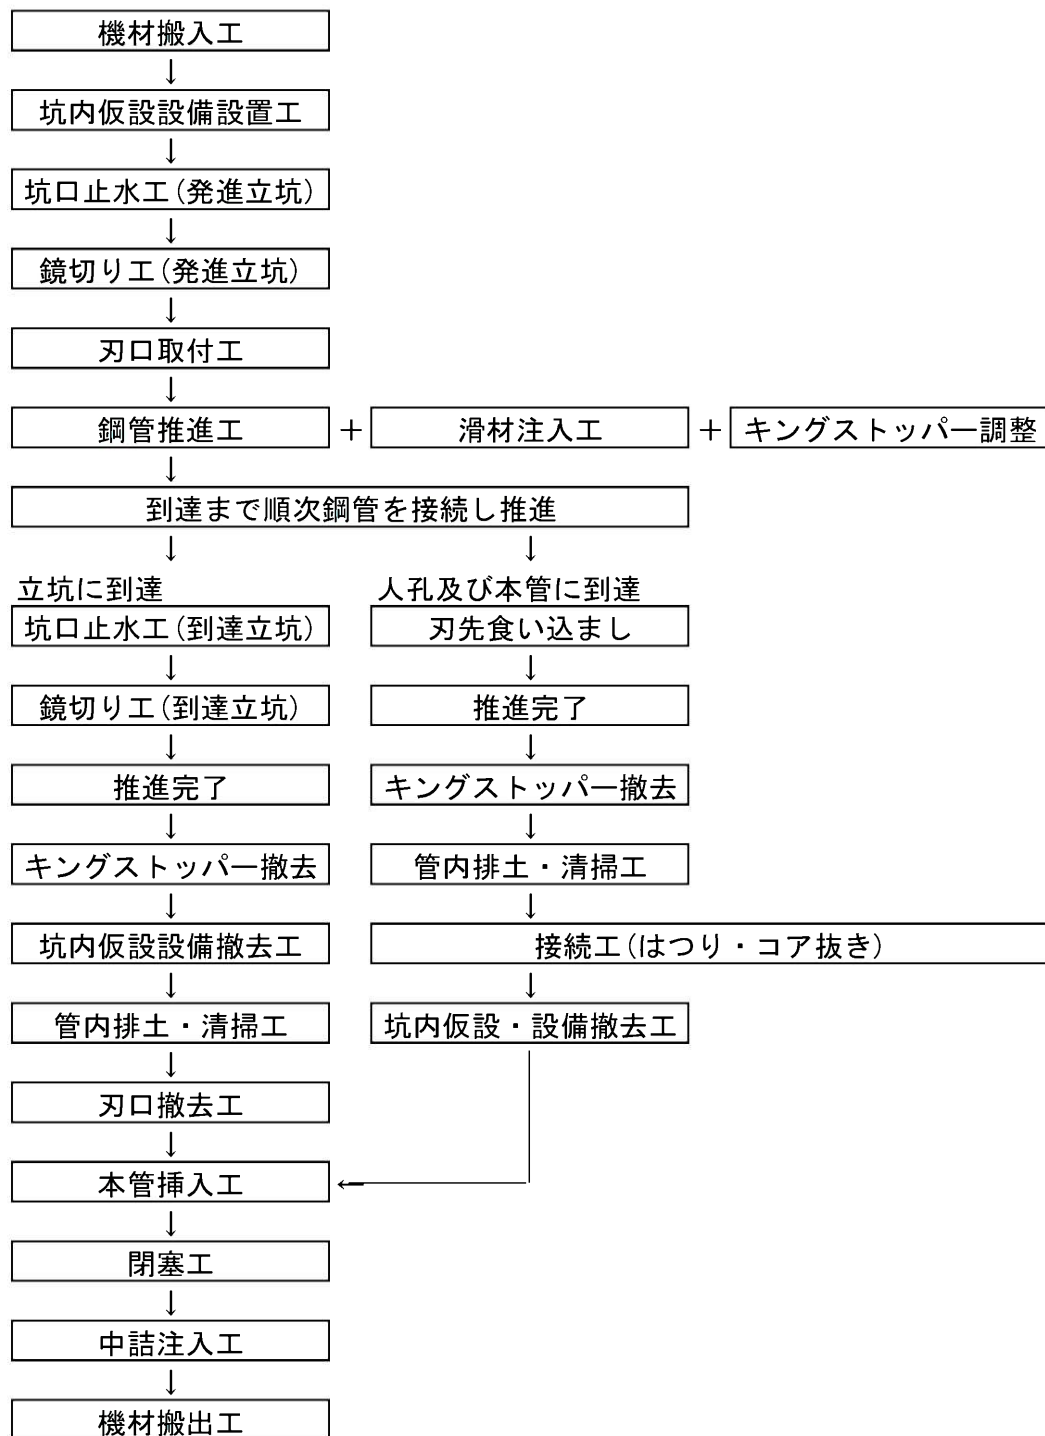 機材搬入工
↓
坑内仮設設備設置工
↓
坑口止水工(発進立坑)
↓
鏡切り工(発進立坑)
↓
刃口取付工
↓
鋼管推進工 + 滑材注入工 + キングストッパー調整
↓
到達まで順次鋼管を接続し推進
↓ ↓
立坑に到達 人孔及び本管に到達
坑口止水工(到達立坑) 刃先食い込まし
↓ ↓
鏡切り工(到達立坑) 推進完了
↓ ↓
推進完了 キングストッパー撤去
↓ ↓
キングストッパー撤去 管内排土・清掃工
↓ ↓
坑内仮設設備撤去工 接続工(はつり・コア抜き)
↓ ↓
管内排土・清掃工 坑内仮設・設備撤去工
↓
刃口撤去工
↓
本管挿入工 ←
↓
閉塞工
↓
中詰注入工
↓
機材搬出工